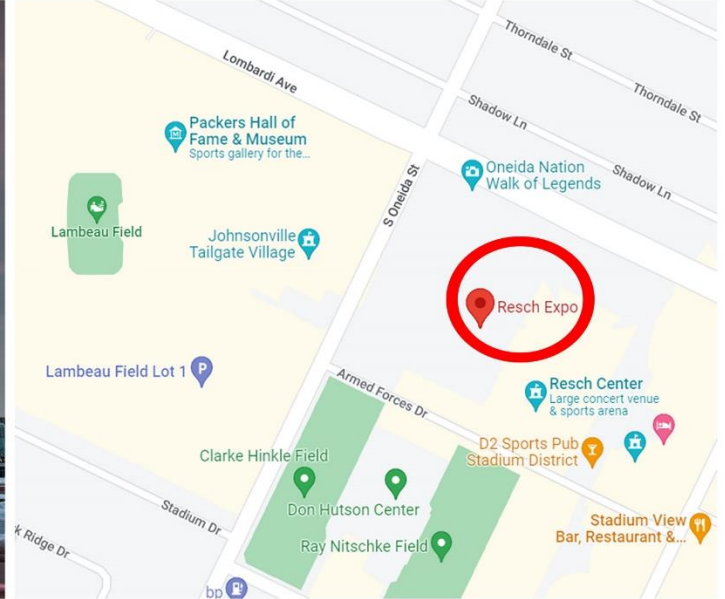 Thorndale St
Thorndale St
Lombardi Ave
Shadow Ln
Packers Hall of
Fame & Museum
Sports gallery for the...
Oneida Nation
Walk of Legends
Shadow Ln
S Oneida St
Lambeau Field
Johnsonville
Tailgate Village
Resch Expo
Lambeau Field Lot 1
P
Armed Forces Dr
Resch Center
Large concert venue
& sports arena
D2 Sports Pub
Stadium District
Clarke Hinkle Field
Don Hutson Center
Stadium Dr
Stadium View
Bar, Restaurant &...
k Ridge Dr
Ray Nitschke Field
bp